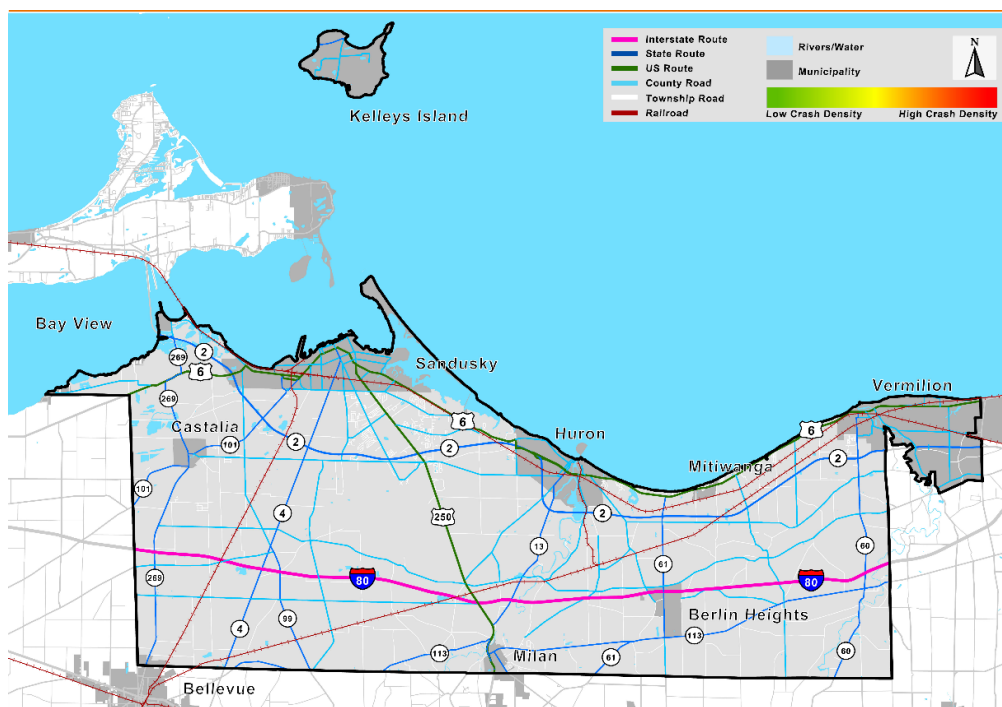 Interstate Route
State Route
US Route
County Road
Township Road
Railroad
Rivers/Water
Municipality
Low Crash Density
High Crash Density
N
Kelleys Island
Bay View
269
2
6
Sandusky
Vermilion
269
6
6
Castalia
Huron
101
2
2
Mitiwanga
2
101
4
250
2
13
60
269
80
61
80
99
Berlin Heights
4
113
113
Milan
61
60
Bellevue